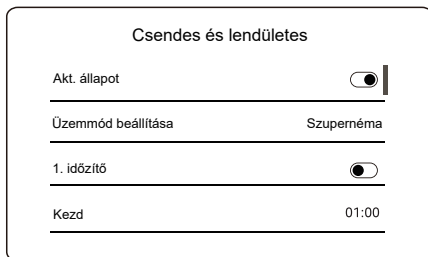 Csendes és lendületes
Akt. állapot
Üzemmód beállítása Szupernéma
1. időzítő
Kezd 01:00